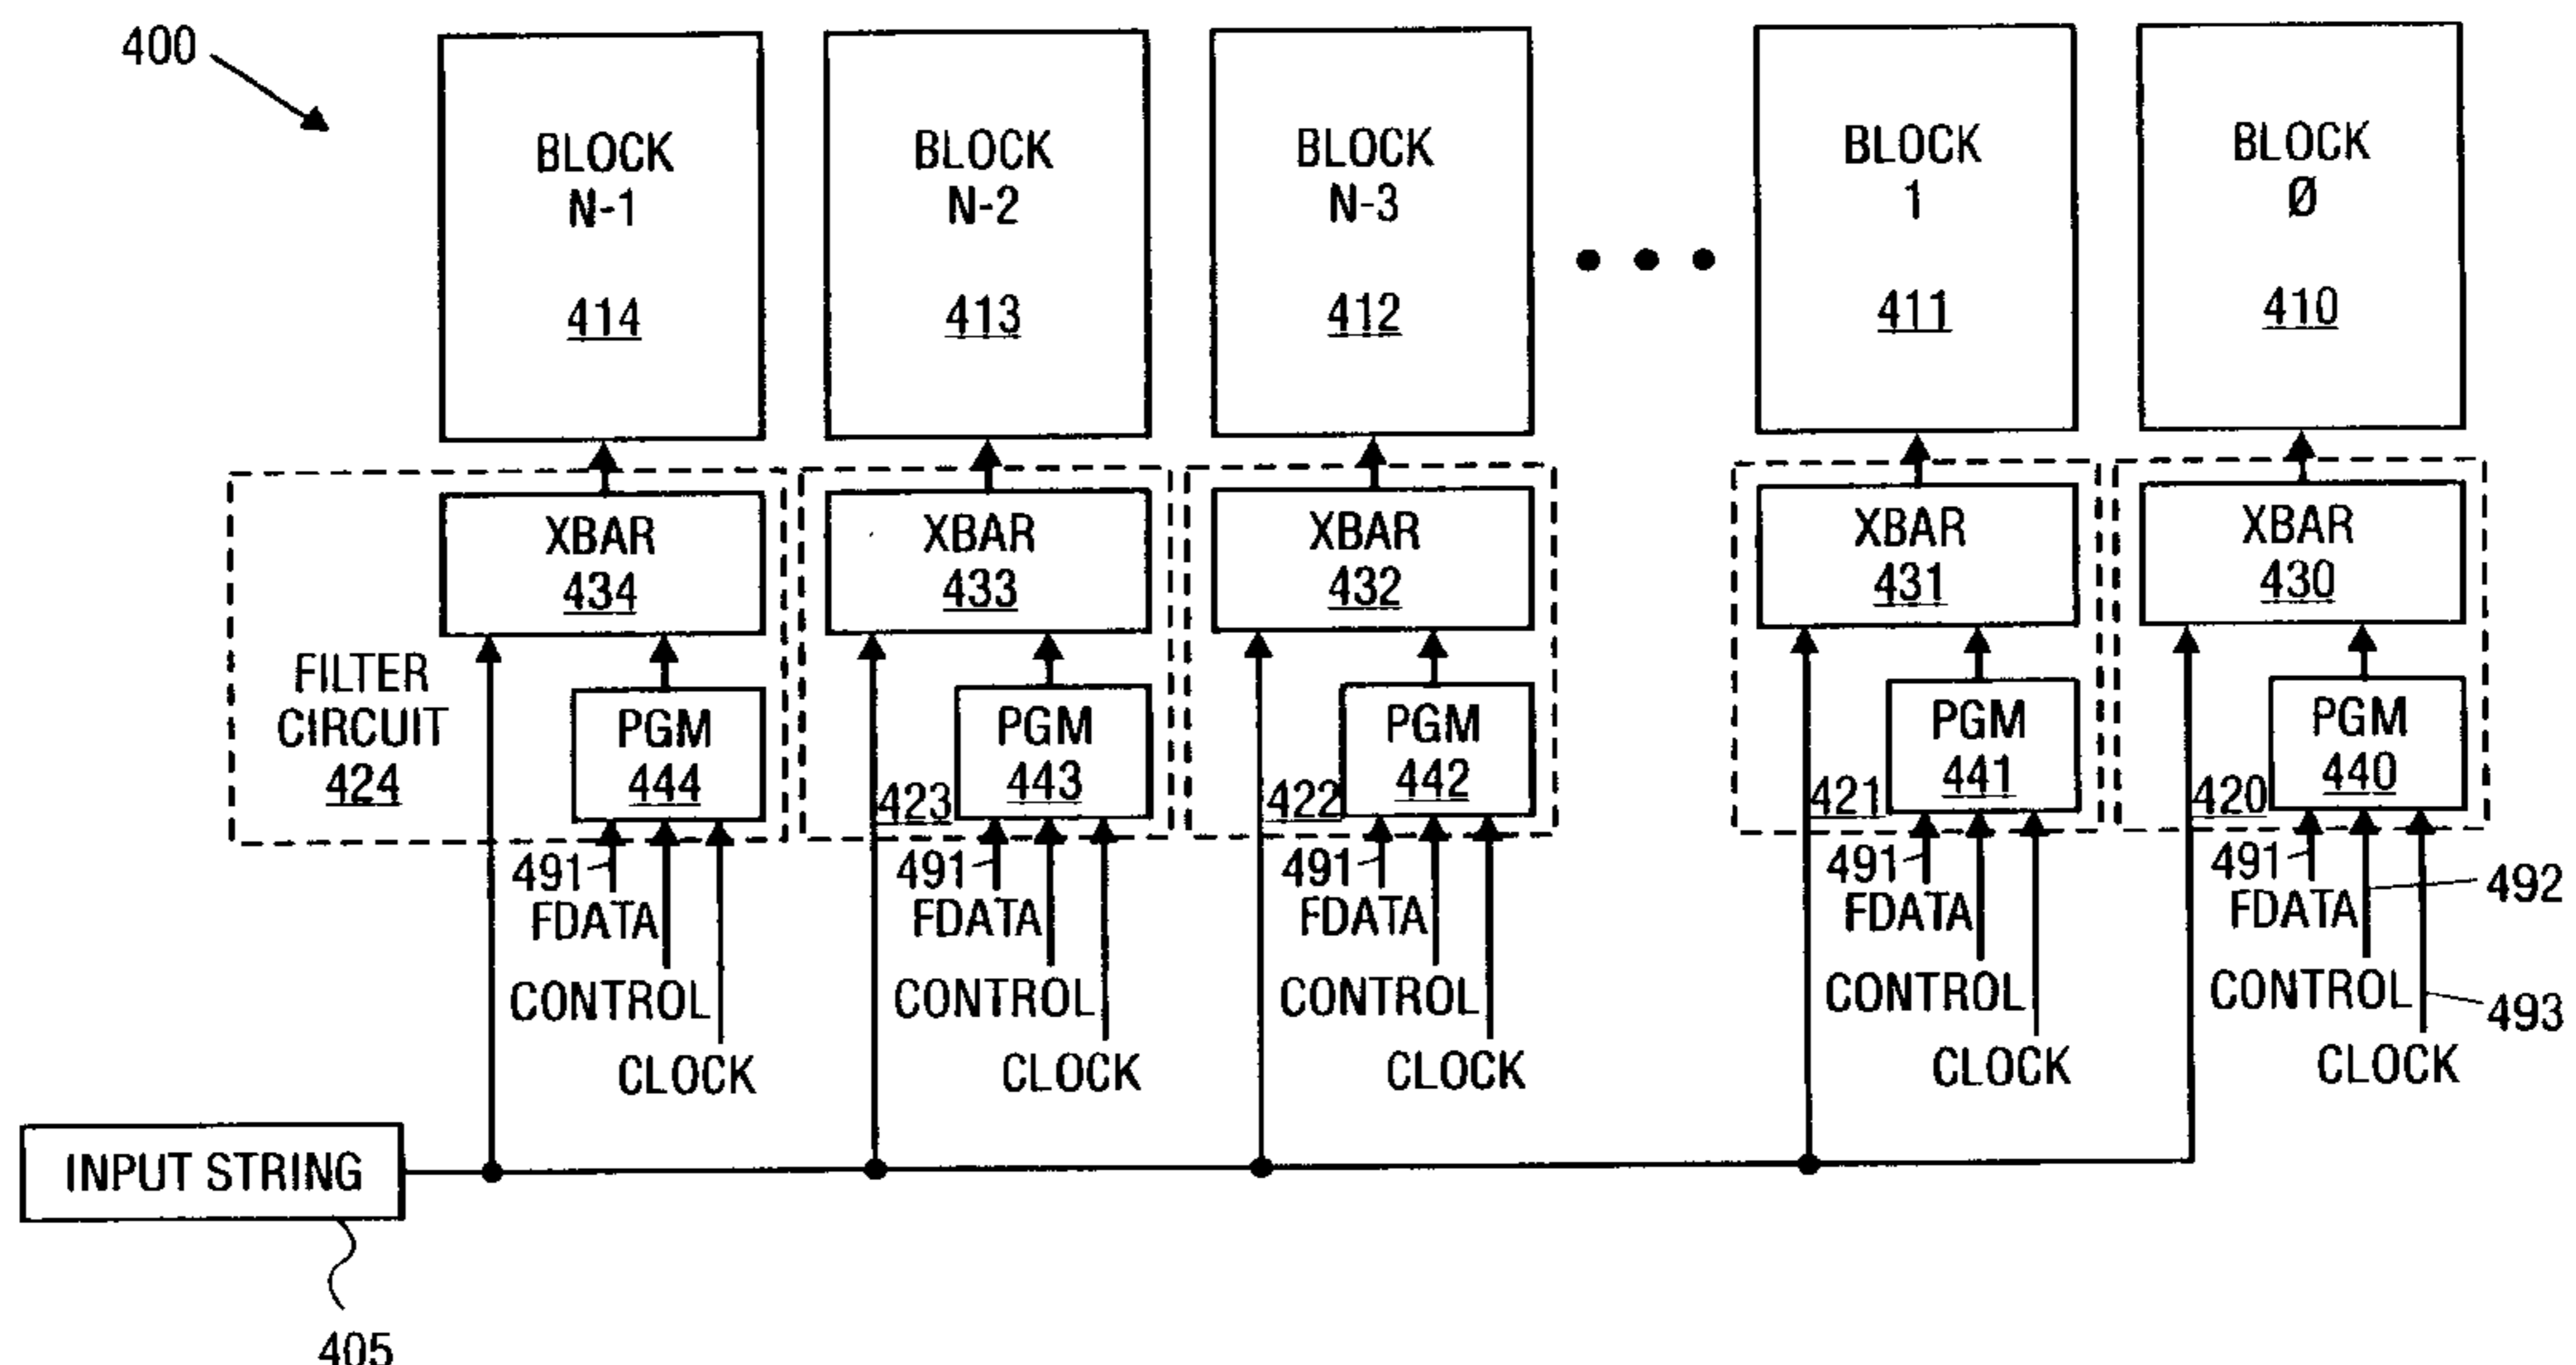 400
BLOCK
N-1
414
BLOCK
N-2
413
BLOCK
N-3
412
BLOCK
1
411
BLOCK
Ø
410
XBAR
434
XBAR
433
XBAR
432
XBAR
431
XBAR
430
FILTER
CIRCUIT
424
PGM
444
423
PGM
443
422
PGM
442
421
PGM
441
420
PGM
440
491
FDATA
CONTROL
CLOCK
491
FDATA
CONTROL
CLOCK
491
FDATA
CONTROL
CLOCK
491
FDATA
CONTROL
CLOCK
491
FDATA
492
CONTROL
493
CLOCK
INPUT STRING
405